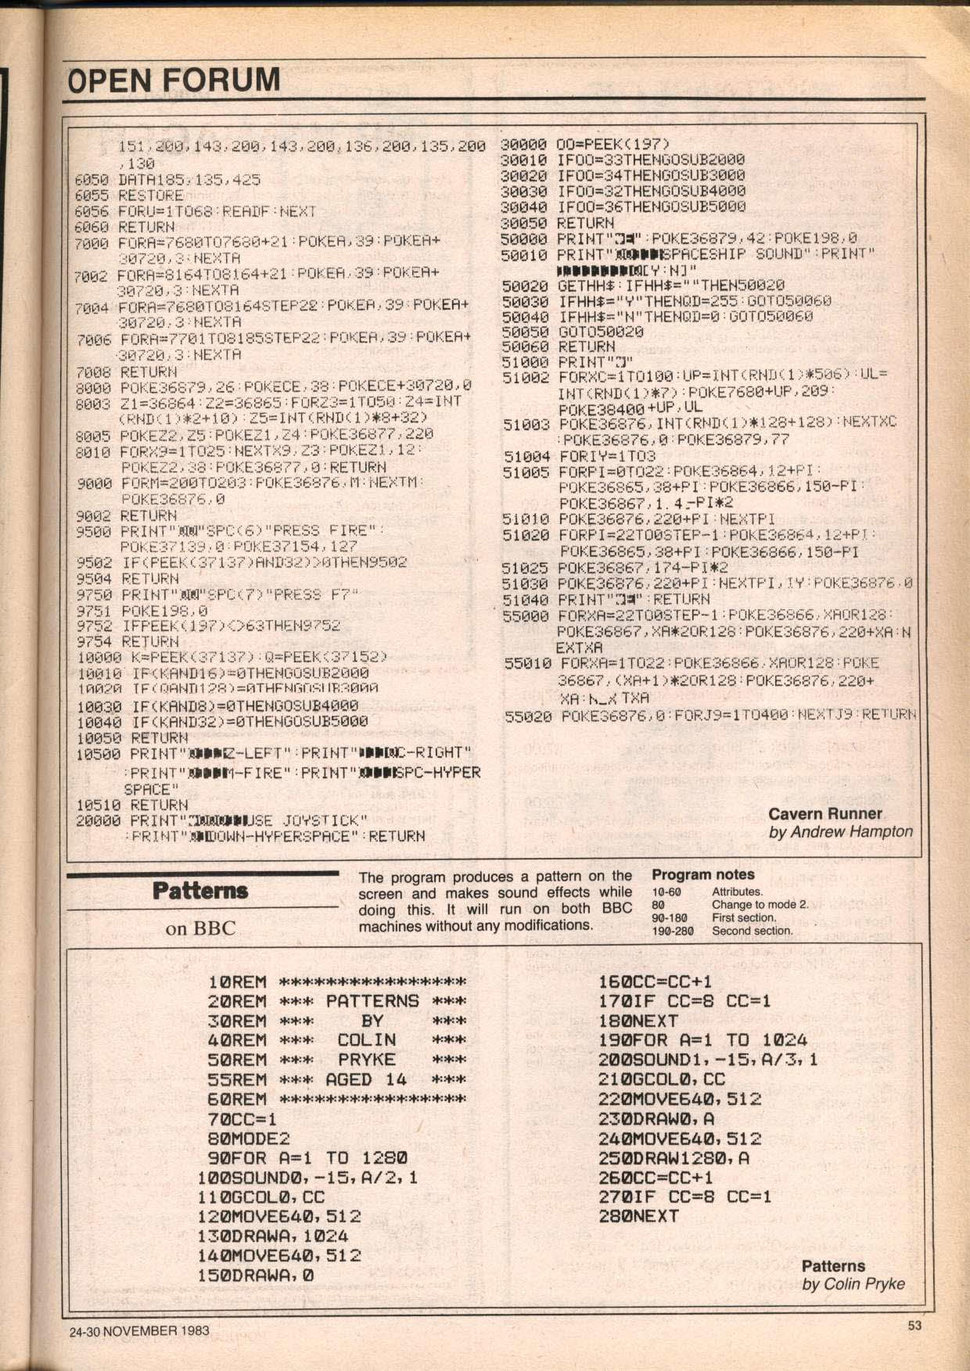 OPEN FORUM
151,200,143,200,143,200,136,200,135,200
,130
6050 DATA185,135,425
6055 RESTORE
6056 FORU=1TO68:READF:NEXT
6060 RETURN
7000 FORA=7680TO7680+21:POKEA,39:POKEA+
30720,3:NEXTA
7002 FORA=8164TO8164+21:POKEA,39:POKEA+
30720,3:NEXTA
7004 FORA=7680TO8164STEP22:POKEA,39:POKEA+
30720,3:NEXTA
7006 FORA=7701TO8185STEP22:POKEA,39:POKEA+
30720,3:NEXTA
7008 RETURN
8000 POKE36879,26:POKECE,38:POKECE+30720,0
8003 Z1=36864:Z2=36865:FORZ3=1TO50:Z4=INT
(RND(1)*2+10):Z5=INT(RND(1)*8+32)
8005 POKEZ2,Z5:POKEZ1,Z4:POKE36877,220
8010 FORX9=1TO25:NEXTX9,Z3:POKEZ1,12:
POKEZ2,38:POKE36877,0:RETURN
9000 FORM=200TO203:POKE36876,M:NEXTM:
POKE36876,0
9002 RETURN
9500 PRINT"SPC(6)"PRESS FIRE":
POKE37139,0:POKE37154,127
9502 IF(PEEK(37137)AND32)>0THEN9502
9504 RETURN
9750 PRINT"SPC(7)"PRESS F7"
9751 POKE198,0
9752 IFPEEK(197)<>63THEN9752
9754 RETURN
10000 K=PEEK(37137):Q=PEEK(37152)
10010 IF(KAND16)=0THENGOSUB2000
10020 IF(QAND128)=0THENGOSUB3000
10030 IF(KAND8)=0THENGOSUB4000
10040 IF(KAND32)=0THENGOSUB5000
10050 RETURN
10500 PRINT"Z-LEFT":PRINT"C-RIGHT"
:PRINT"M-FIRE":PRINT"SPC-HYPER
SPACE"
10510 RETURN
20000 PRINT"USE JOYSTICK"
:PRINT"DOWN-HYPERSPACE":RETURN
30000 OO=PEEK(197)
30010 IFOO=33THENGOSUB2000
30020 IFOO=34THENGOSUB3000
30030 IFOO=32THENGOSUB4000
30040 IFOO=36THENGOSUB5000
30050 RETURN
50000 PRINT"":POKE36879,42:POKE198,0
50010 PRINT"SPACESHIP SOUND":PRINT"
[Y:N]"
50020 GETHH$:IFHH$=""THEN50020
50030 IFHH$="Y"THENQD=255:GOTO50060
50040 IFHH$="N"THENQD=0:GOTO50060
50050 GOTO50020
50060 RETURN
51000 PRINT""
51002 FORXC=1TO100:UP=INT(RND(1)*506):UL=
INT(RND(1)*7):POKE7680+UP,209:
POKE38400+UP,UL
51003 POKE36876,INT(RND(1)*128+128):NEXTXC
:POKE36876,0:POKE36879,77
51004 FORIY=1TO3
51005 FORPI=0TO22:POKE36864,12+PI:
POKE36865,38+PI:POKE36866,150-PI:
POKE36867,1.4.-PI*2
51010 POKE36876,220+PI:NEXTPI
51020 FORPI=22TO0STEP-1:POKE36864,12+PI:
POKE36865,38+PI:POKE36866,150-PI
51025 POKE36867,174-PI*2
51030 POKE36876,220+PI:NEXTPI,IY:POKE36876,0
51040 PRINT"":RETURN
55000 FORXA=22TO0STEP-1:POKE36866,XAOR128:
POKE36867,XA*2OR128:POKE36876,220+XA:N
EXTXA
55010 FORXA=1TO22:POKE36866,XAOR128:POKE
36867,(XA+1)*2OR128:POKE36876,220+
XA: TXA
55020 POKE36876,0:FORJ9=1TO400:NEXTJ9:RETURN
Cavern Runner
by Andrew Hampton
Patterns
on BBC
The program produces a pattern on the
screen and makes sound effects while
doing this. It will run on both BBC
machines without any modifications.
Program notes
10-60 Attributes.
80 Change to mode 2.
90-180 First section.
190-280 Second section.
10REM ****************
20REM *** PATTERNS ***
30REM *** BY ***
40REM *** COLIN ***
50REM *** PRYKE ***
55REM *** AGED 14 ***
60REM ****************
70CC=1
80MODE2
90FOR A=1 TO 1280
100SOUND0,-15,A/2,1
110GCOL0,CC
120MOVE640,512
130DRAWA,1024
140MOVE640,512
150DRAWA,0
160CC=CC+1
170IF CC=8 CC=1
180NEXT
190FOR A=1 TO 1024
200SOUND1,-15,A/3,1
210GCOL0,CC
220MOVE640,512
230DRAW0,A
240MOVE640,512
250DRAW1280,A
260CC=CC+1
270IF CC=8 CC=1
280NEXT
Patterns
by Colin Pryke
24-30 NOVEMBER 1983
53